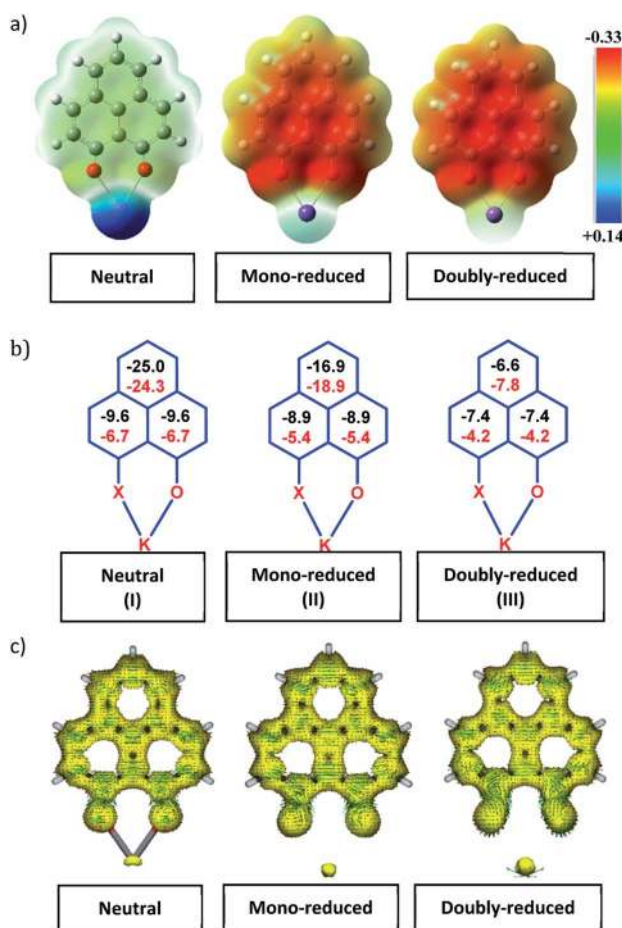 a)
-0.33
+0.14
Neutral Mono-reduced Doubly-reduced
b)
-25.0 -16.9 -6.6
-24.3 -18.9 -7.8
-9.6 -9.6 -8.9 -8.9 -7.4 -7.4
-6.7 -6.7 -5.4 -5.4 -4.2 -4.2
X O X O X O
K K K
Neutral Mono-reduced Doubly-reduced
(I) (II) (III)
c)
Neutral Mono-reduced Doubly-reduced